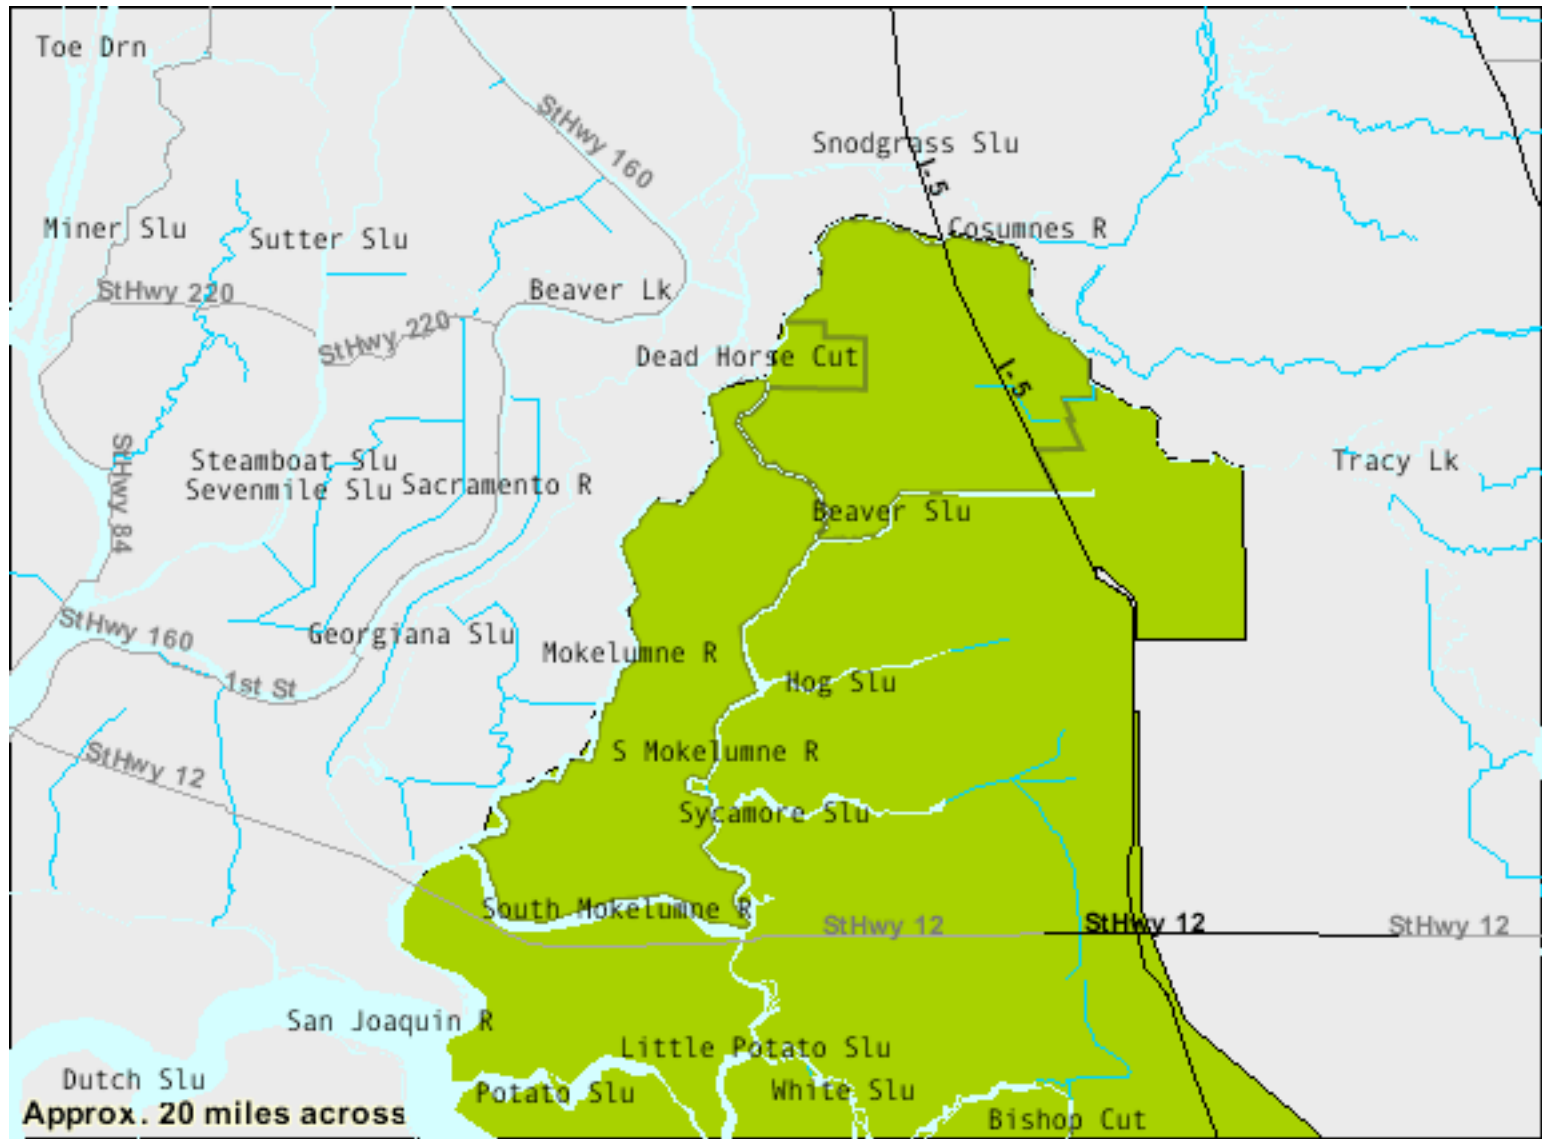 Toe Drn
StHwy 160
Snodgrass Slu
I-5
Miner Slu
Sutter Slu
Cosumnes R
StHwy 220
Beaver Lk
StHwy 220
Dead Horse Cut
I-5
StHwy 84
Steamboat Slu
Sevenmile Slu
Sacramento R
Tracy Lk
Beaver Slu
StHwy 160
Georgiana Slu
Mokelumne R
1st St
Hog Slu
StHwy 12
S Mokelumne R
Sycamore Slu
South Mokelumne R
StHwy 12
StHwy 12
StHwy 12
San Joaquin R
Little Potato Slu
Dutch Slu
Potato Slu
White Slu
Approx. 20 miles across
Bishop Cut